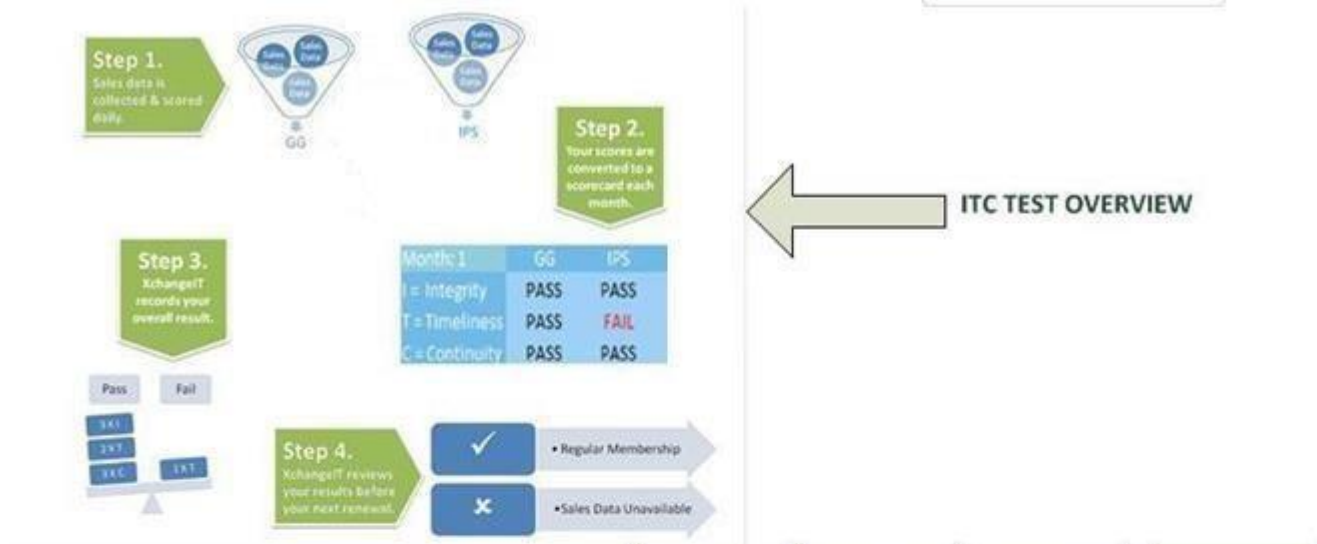 Step 1.
Sales data is
collected & scored
daily.
Sales Data
Sales Data
Sales Data
GG
Sales Data
Sales Data
Sales Data
IPS
Step 2.
Your scores are
converted to a
scorecard each
month.
ITC TEST OVERVIEW
Step 3.
XchangeIT
records your
overall result.
Month: 1 GG IPS
I = Integrity PASS PASS
T = Timeliness PASS FAIL
C = Continuity PASS PASS
Pass Fail
1 X T
Step 4.
XchangeIT reviews
your results Before
your next renewal.
• Regular Membership
• Sales Data Unavailable